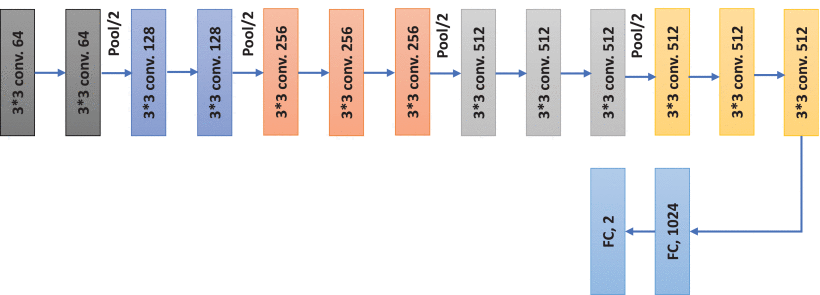 3*3 conv. 64
3*3 conv. 64
Pool/2
3*3 conv. 128
3*3 conv. 128
Pool/2
3*3 conv. 256
3*3 conv. 256
3*3 conv. 256
Pool/2
3*3 conv. 512
3*3 conv. 512
3*3 conv. 512
Pool/2
3*3 conv. 512
3*3 conv. 512
3*3 conv. 512
FC, 1024
FC, 2